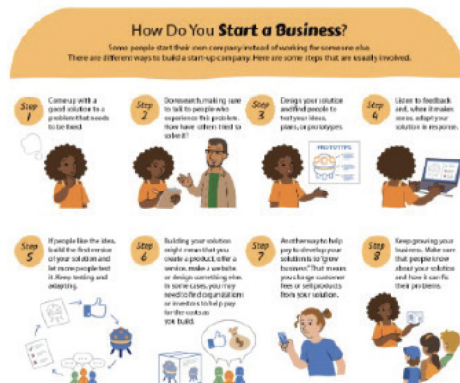 How Do You Start a Business?
Some people start their own company instead of working for someone else.
There are different ways to build a start-up company. Here are some steps that are usually involved.
Step
1
Come up with a
good solution to a
problem that needs
to be fixed.
Step
2
Do research, making sure
to talk to people who
experience this problem.
How have others tried to
solve it?
Step
3
Design your solution
and find people to
test your ideas,
plans, or prototypes.
PROTOTYPE
Step
4
Listen to feedback
and, when it makes
sense, adapt your
solution in response.
Step
5
If people like the idea,
build the first version
of your solution and
let more people test
it. Keep testing and
adapting.
Step
6
Building your solution
might mean that you
create a product, offer a
service, make a website
or design something else.
In some cases, you may
need to find organizations
or investors to help pay
for the costs as
you build.
Step
7
Another way to help
pay to develop your
solution is to "grow
business." That means
you charge customer
fees or sell products
from your solution.
Step
8
Keep growing your
business. Make sure
that people know
about your solution
and how it can fix
their problems.